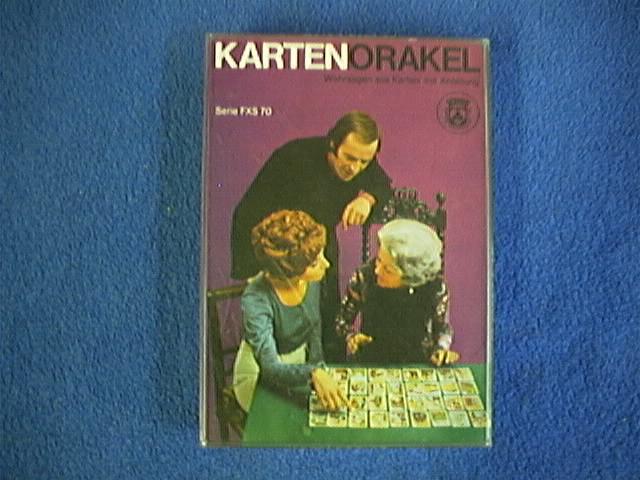 KARTENORAKEL
Wahrsagen aus Karten mit Anleitung
Serie FXS 70